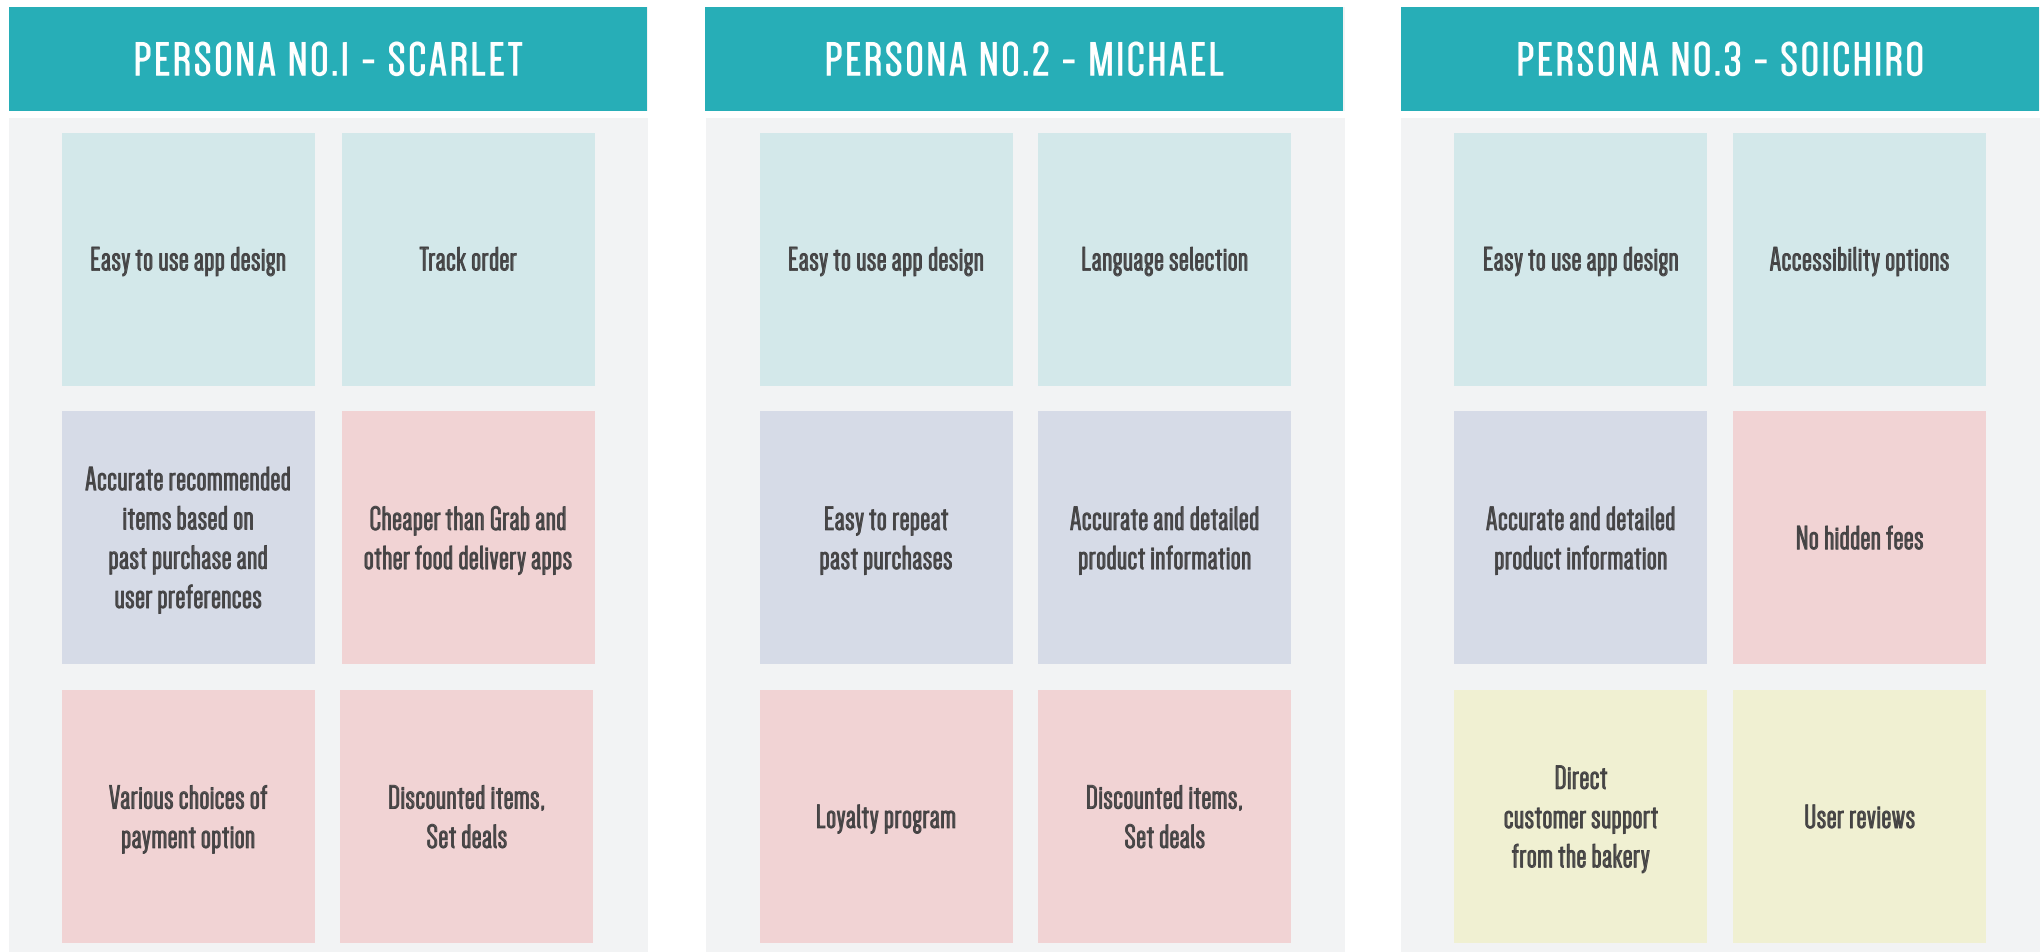 PERSONA NO.1 - SCARLET
Easy to use app design
Track order
Accurate recommended
items based on
past purchase and
user preferences
Cheaper than Grab and
other food delivery apps
Various choices of
payment option
Discounted items,
Set deals
PERSONA NO.2 - MICHAEL
Easy to use app design
Language selection
Easy to repeat
past purchases
Accurate and detailed
product information
Loyalty program
Discounted items,
Set deals
PERSONA NO.3 - SOICHIRO
Easy to use app design
Accessibility options
Accurate and detailed
product information
No hidden fees
Direct
customer support
from the bakery
User reviews